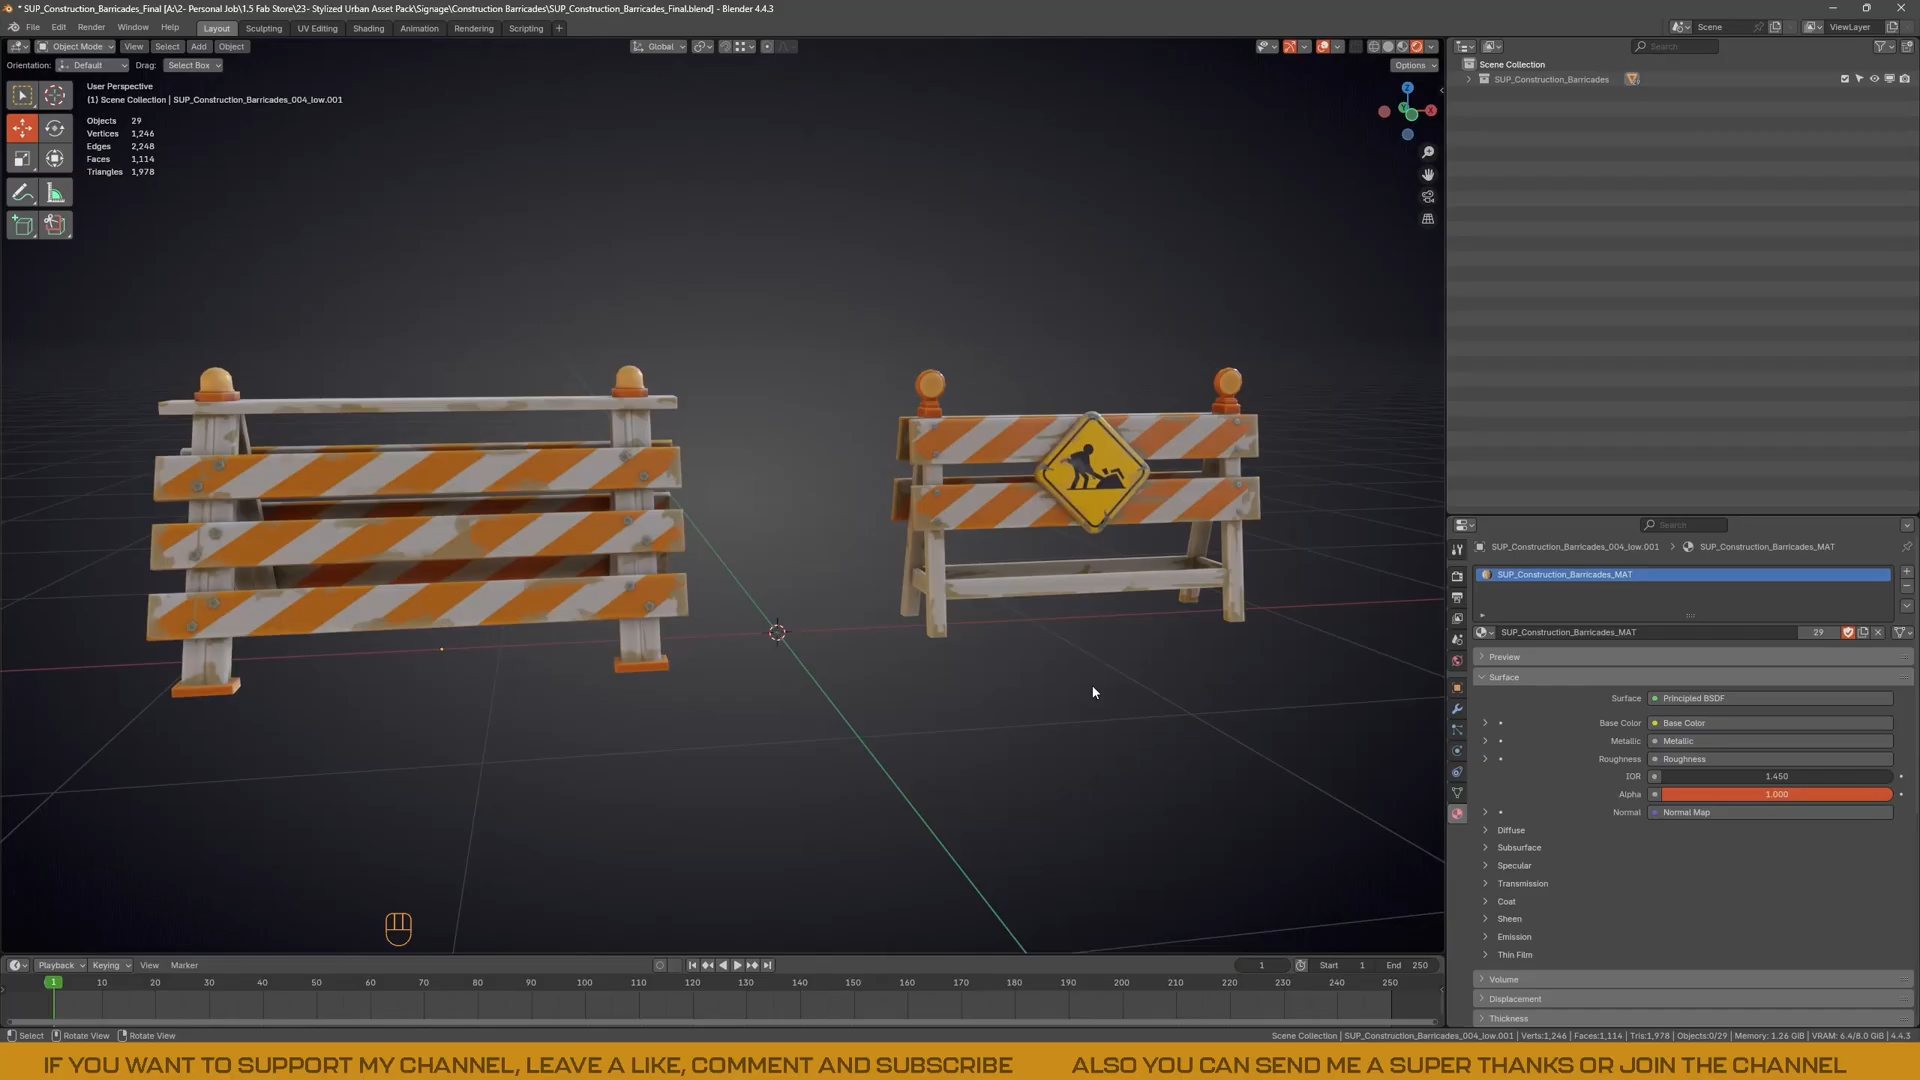 * SUP_Construction_Barricades_Final [A:\2- Personal Job\1.5 Fab Store\23- Stylized Urban Asset Pack\Signage\Construction Barricades\SUP_Construction_Barricades_Final.blend] - Blender 4.4.3
File Edit Render Window Help Layout Sculpting UV Editing Shading Animation Rendering Scripting + Scene ViewLayer
Object Mode View Select Add Object Global Search
Orientation: Default Drag: Select Box Options
User Perspective
(1) Scene Collection | SUP_Construction_Barricades_004_low.001
Objects 29
Vertices 1,246
Edges 2,248
Faces 1,114
Triangles 1,978
Z
X
Y
Scene Collection
SUP_Construction_Barricades
Search
SUP_Construction_Barricades_004_low.001 SUP_Construction_Barricades_MAT
SUP_Construction_Barricades_MAT
SUP_Construction_Barricades_MAT 29
Preview
Surface
Surface Principled BSDF
Base Color Base Color
Metallic Metallic
Roughness Roughness
IOR 1.450
Alpha 1.000
Normal Normal Map
Diffuse
Subsurface
Specular
Transmission
Coat
Sheen
Emission
Thin Film
Volume
Displacement
Thickness
Playback Keying View Marker 1 Start 1 End 250
1 10 20 30 40 50 60 70 80 90 100 110 120 130 140 150 160 170 180 190 200 210 220 230 240 250
Select Rotate View Rotate View Scene Collection | SUP_Construction_Barricades_004_low.001 | Verts:1,246 | Faces:1,114 | Tris:1,978 | Objects:0/29 | Memory: 1.26 GiB | VRAM: 6.4/8.0 GiB | 4.4.3
IF YOU WANT TO SUPPORT MY CHANNEL, LEAVE A LIKE, COMMENT AND SUBSCRIBE ALSO YOU CAN SEND ME A SUPER THANKS OR JOIN THE CHANNEL